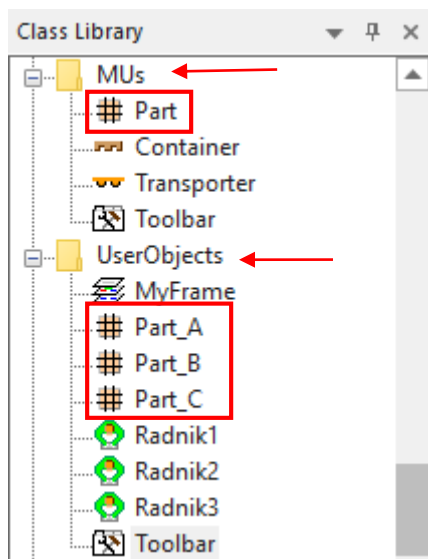 Class Library
MUs
Part
Container
Transporter
Toolbar
UserObjects
MyFrame
Part_A
Part_B
Part_C
Radnik1
Radnik2
Radnik3
Toolbar